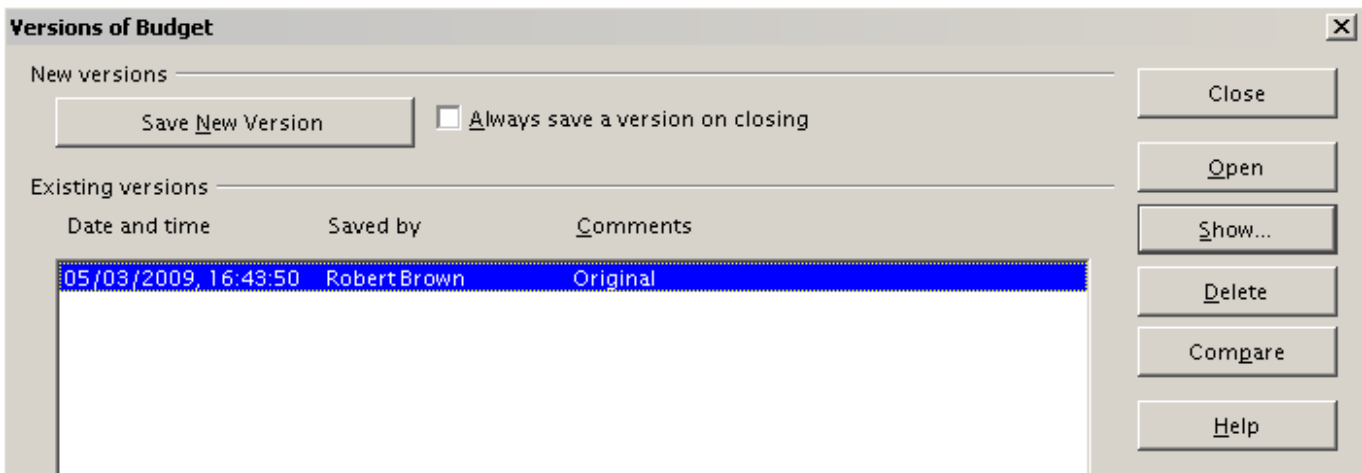 Versions of Budget
New versions
Save New Version
Always save a version on closing
Close
Open
Existing versions
Date and time Saved by Comments
Show...
05/03/2009, 16:43:50 Robert Brown Original
Delete
Compare
Help